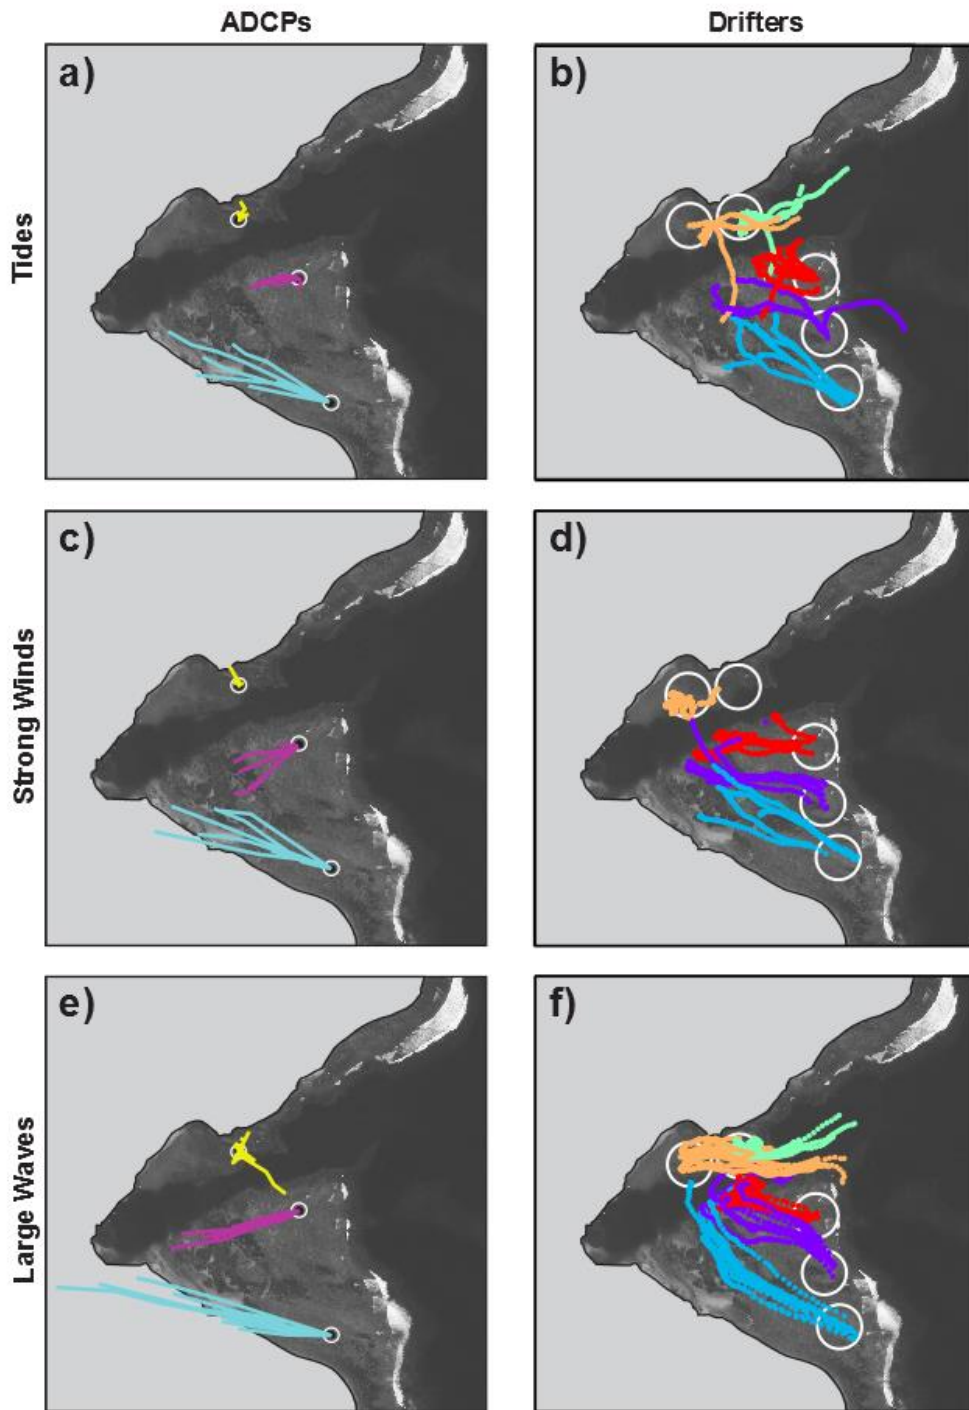 ADCPs
Drifters
Tides
a)
b)
Strong Winds
c)
d)
Large Waves
e)
f)